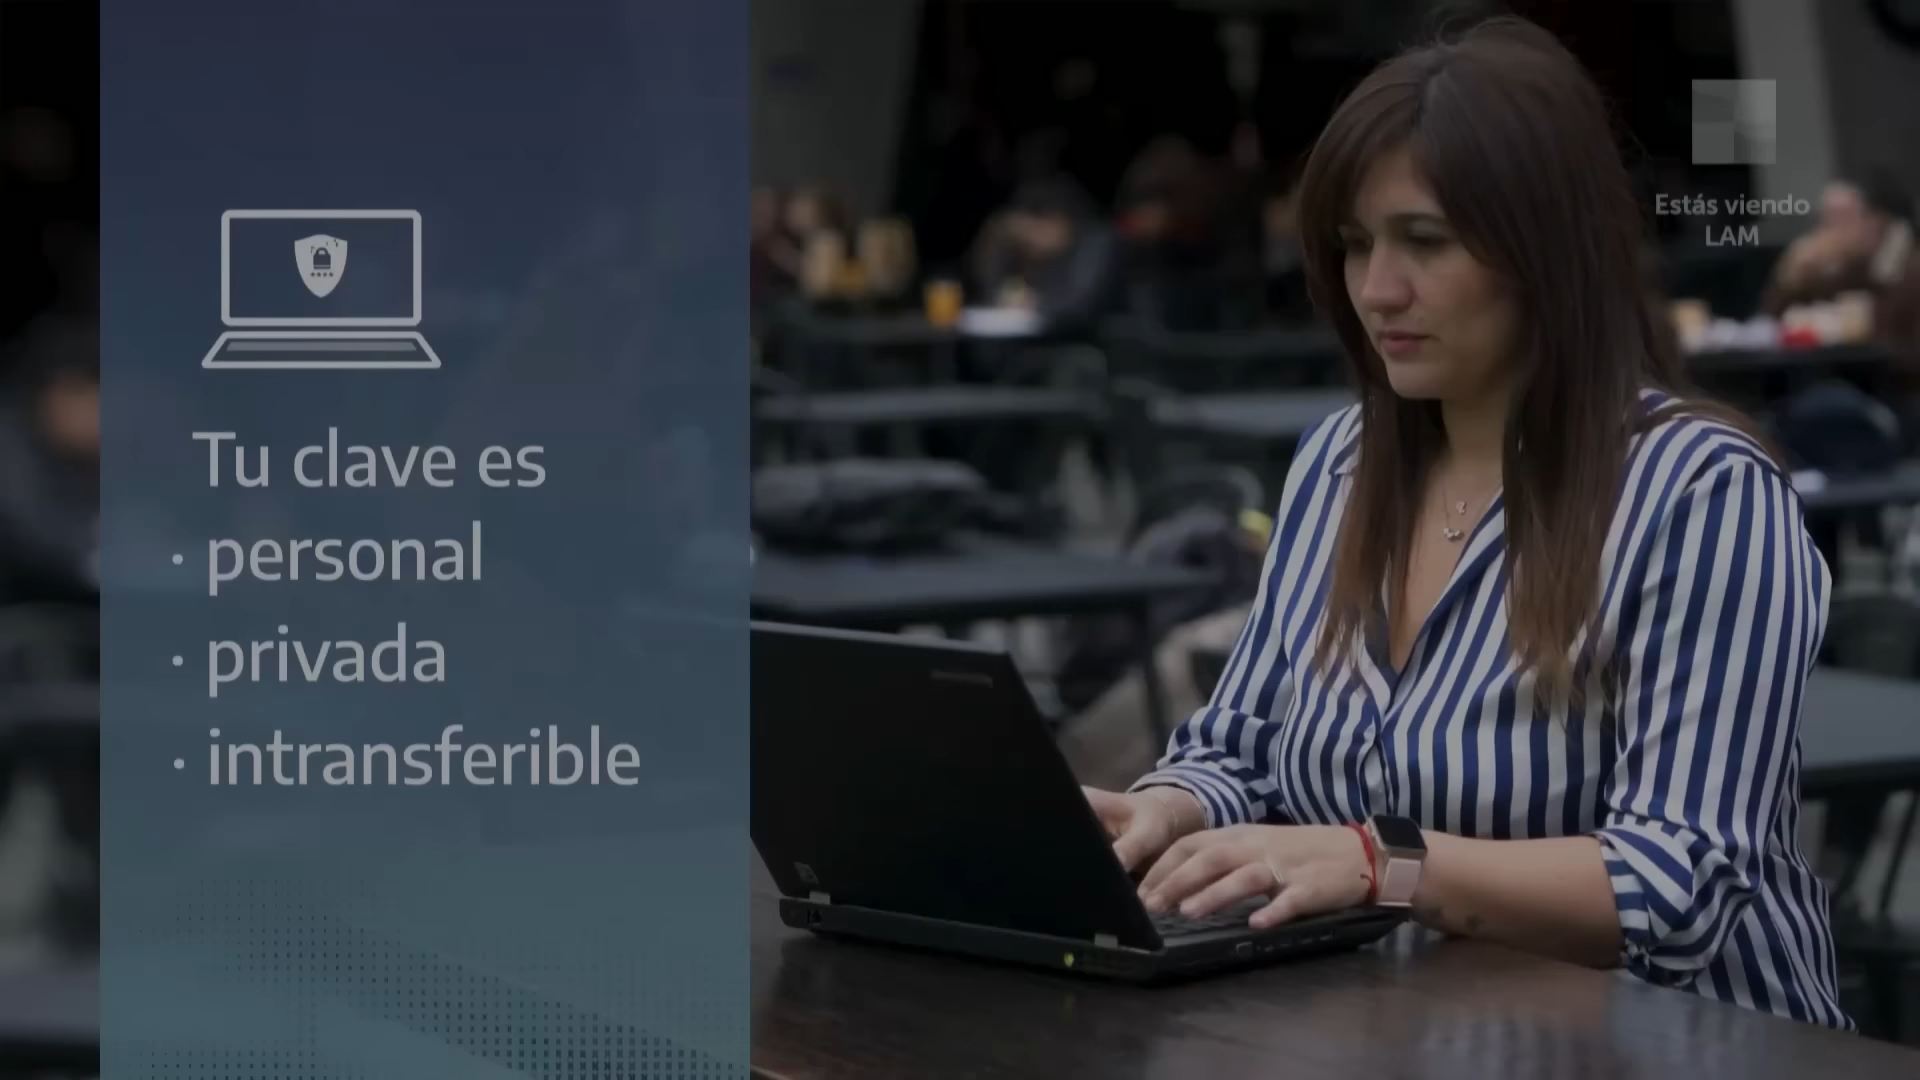 Tu clave es
· personal
· privada
· intransferible
Estás viendo
LAM